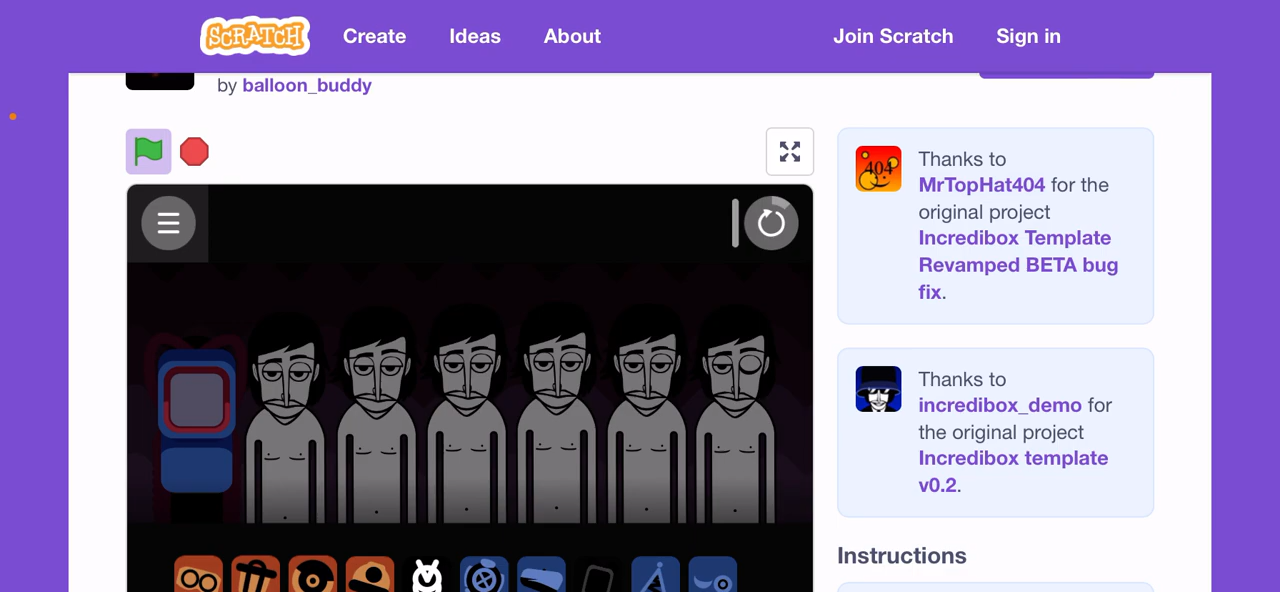 SCRATCH Create Ideas About Join Scratch Sign in
by balloon_buddy
404
Thanks to
MrTopHat404 for the
original project
Incredibox Template
Revamped BETA bug
fix.
Thanks to
incredibox_demo for
the original project
Incredibox template
v0.2.
Instructions